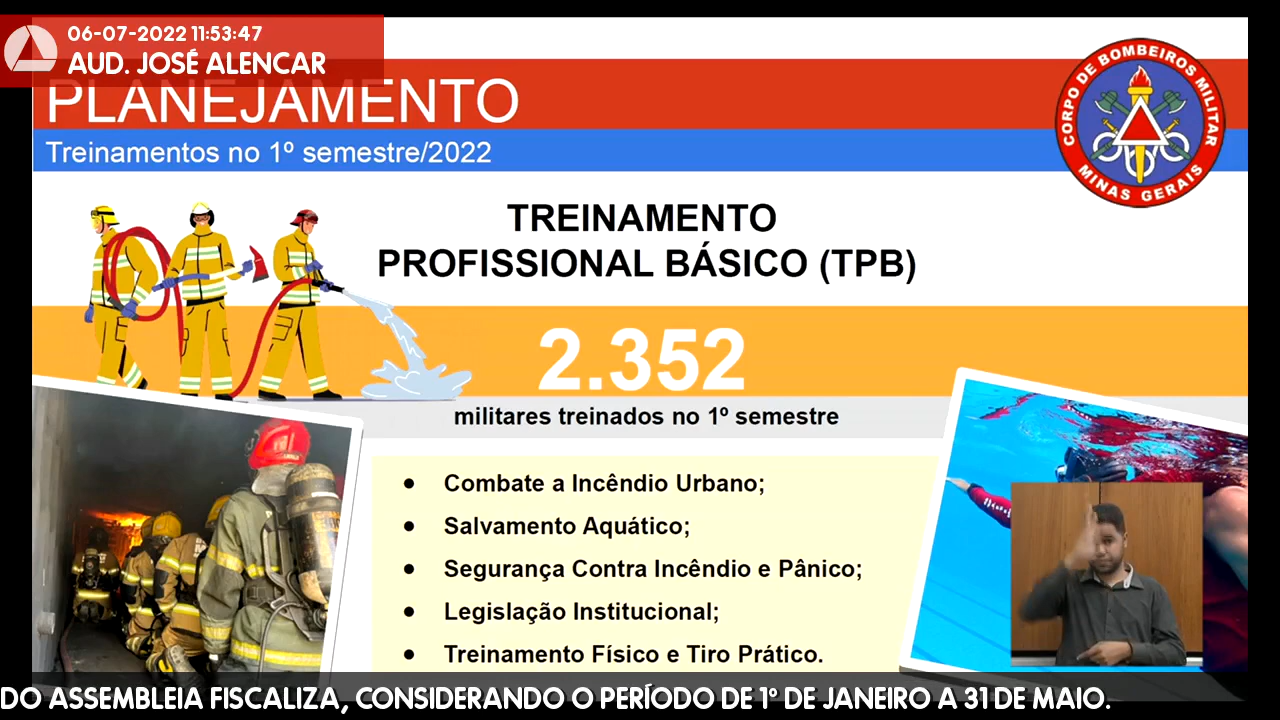 06-07-2022 11:53:47
AUD. JOSÉ ALENCAR
PLANEJAMENTO
Treinamentos no 1º semestre/2022
CORPO DE BOMBEIROS MILITAR
MINAS GERAIS
TREINAMENTO
PROFISSIONAL BÁSICO (TPB)
2.352
militares treinados no 1º semestre
• Combate a Incêndio Urbano;
• Salvamento Aquático;
• Segurança Contra Incêndio e Pânico;
• Legislação Institucional;
• Treinamento Físico e Tiro Prático.
DO ASSEMBLEIA FISCALIZA, CONSIDERANDO O PERÍODO DE 1º DE JANEIRO A 31 DE MAIO.